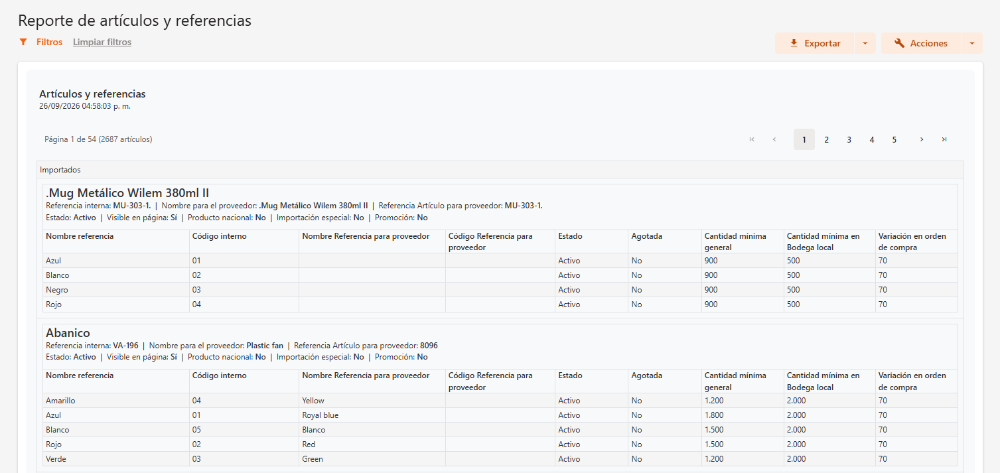 Reporte de artículos y referencias
Filtros Limpiar filtros
Exportar Acciones
Artículos y referencias
26/09/2026 04:58:03 p. m.
Página 1 de 54 (2687 artículos) 1 2 3 4 5
Importados
.Mug Metálico Wilem 380ml II
Referencia interna: MU-303-1. | Nombre para el proveedor: .Mug Metálico Wilem 380ml II | Referencia Artículo para proveedor: MU-303-1.
Estado: Activo | Visible en página: Sí | Producto nacional: No | Importación especial: No | Promoción: No
Nombre referencia Código interno Nombre Referencia para proveedor Código Referencia para proveedor Estado Agotada Cantidad mínima general Cantidad mínima en Bodega local Variación en orden de compra
Azul 01 Activo No 900 500 70
Blanco 02 Activo No 900 500 70
Negro 03 Activo No 900 500 70
Rojo 04 Activo No 900 500 70
Abanico
Referencia interna: VA-196 | Nombre para el proveedor: Plastic fan | Referencia Artículo para proveedor: 8096
Estado: Activo | Visible en página: Sí | Producto nacional: No | Importación especial: No | Promoción: No
Nombre referencia Código interno Nombre Referencia para proveedor Código Referencia para proveedor Estado Agotada Cantidad mínima general Cantidad mínima en Bodega local Variación en orden de compra
Amarillo 04 Yellow Activo No 1.200 2.000 70
Azul 01 Royal blue Activo No 1.800 2.000 70
Blanco 05 Blanco Activo No 1.500 2.000 70
Rojo 02 Red Activo No 1.500 2.000 70
Verde 03 Green Activo No 1.200 2.000 70